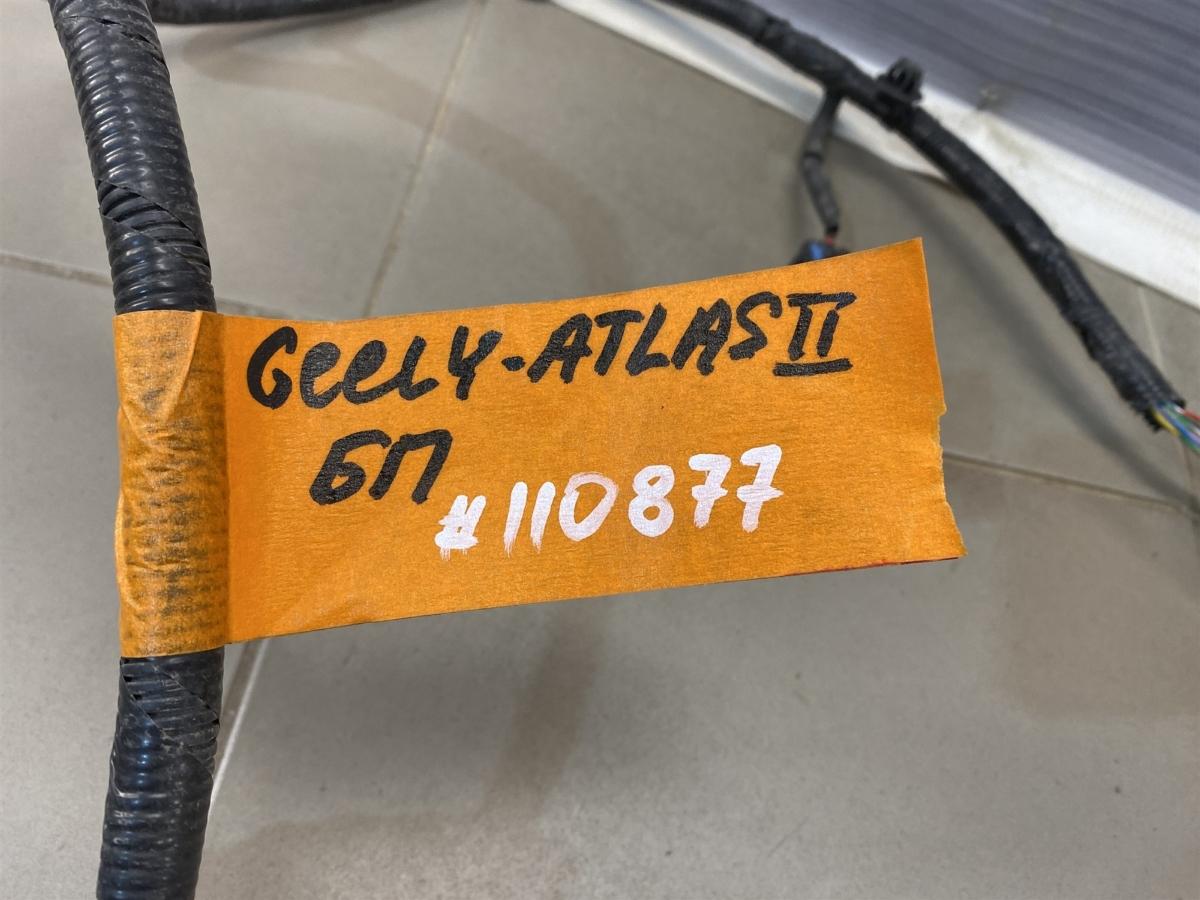 GeeLY-ATLAS II
БП
#110877